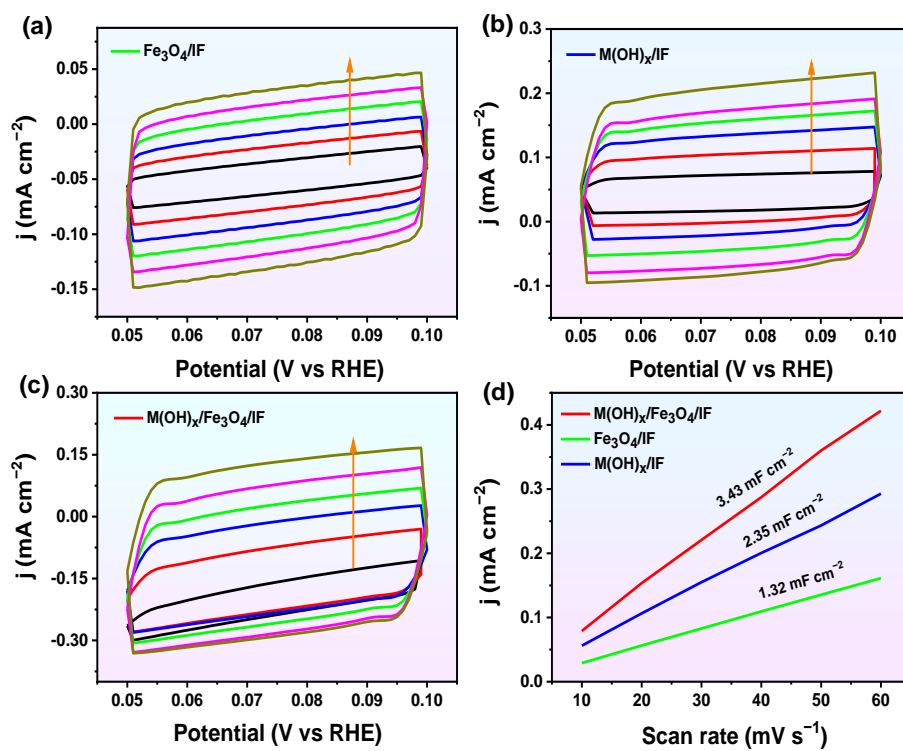 (a)
Fe₃O₄/IF
0.05
0.00
-0.05
-0.10
-0.15
j (mA cm⁻²)
0.05 0.06 0.07 0.08 0.09 0.10
Potential (V vs RHE)
(b)
M(OH)ₓ/IF
0.3
0.2
0.1
0.0
-0.1
j (mA cm⁻²)
0.05 0.06 0.07 0.08 0.09 0.10
Potential (V vs RHE)
(c)
M(OH)ₓ/Fe₃O₄/IF
0.30
0.15
0.00
-0.15
-0.30
j (mA cm⁻²)
0.05 0.06 0.07 0.08 0.09 0.10
Potential (V vs RHE)
(d)
M(OH)ₓ/Fe₃O₄/IF
Fe₃O₄/IF
M(OH)ₓ/IF
3.43 mF cm⁻²
2.35 mF cm⁻²
1.32 mF cm⁻²
0.4
0.3
0.2
0.1
0.0
j (mA cm⁻²)
10 20 30 40 50 60
Scan rate (mV s⁻¹)